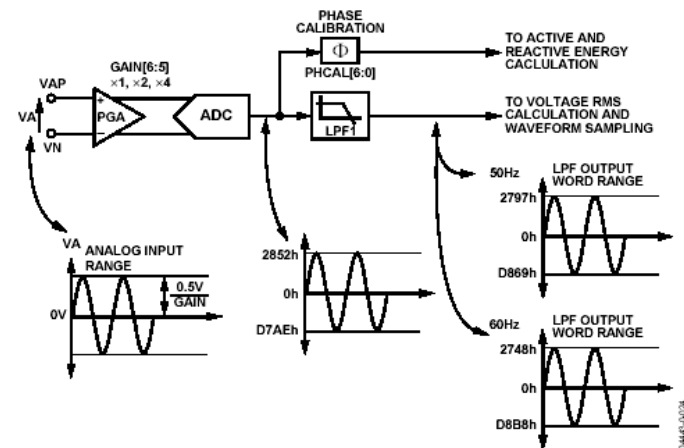 PHASE
CALIBRATION
Φ
PHCAL[6:0]
TO ACTIVE AND
REACTIVE ENERGY
CACLULATION
GAIN[6:5]
×1, ×2, ×4
VAP
VA
VN
+
−
PGA
ADC
LPF1
TO VOLTAGE RMS
CALCULATION AND
WAVEFORM SAMPLING
50Hz
LPF OUTPUT
WORD RANGE
2797h
0h
D869h
VA
ANALOG INPUT
RANGE
0V
0.5V
GAIN
2852h
0h
D7AEh
60Hz
LPF OUTPUT
WORD RANGE
2748h
0h
D8B8h